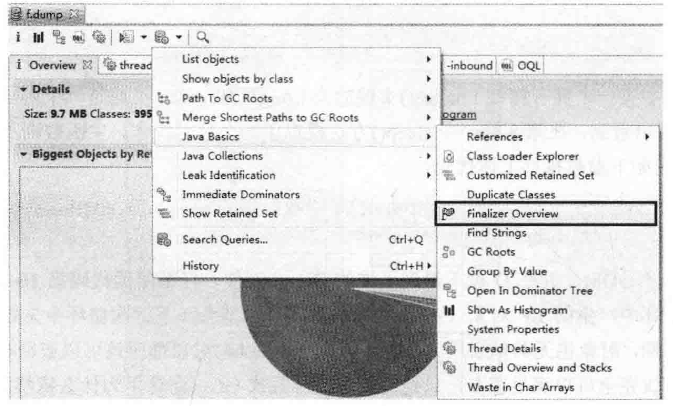 f.dump
i Overview thread -inbound OQL
Details
Size: 9.7 MB Classes: 395 ogram
Biggest Objects by Ret
List objects
Show objects by class
Path To GC Roots
Merge Shortest Paths to GC Roots
Java Basics
Java Collections
Leak Identification
Immediate Dominators
Show Retained Set
Search Queries... Ctrl+Q
History Ctrl+H
References
Class Loader Explorer
Customized Retained Set
Duplicate Classes
Finalizer Overview
Find Strings
GC Roots
Group By Value
Open In Dominator Tree
Show As Histogram
System Properties
Thread Details
Thread Overview and Stacks
Waste in Char Arrays